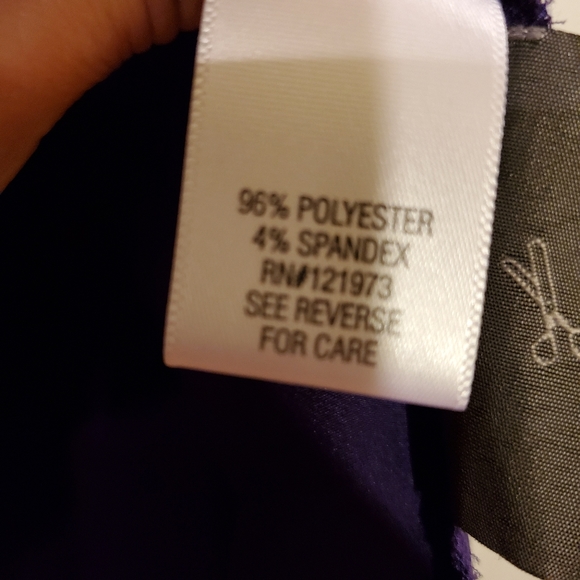 96% POLYESTER
4% SPANDEX
RN#121973
SEE REVERSE
FOR CARE